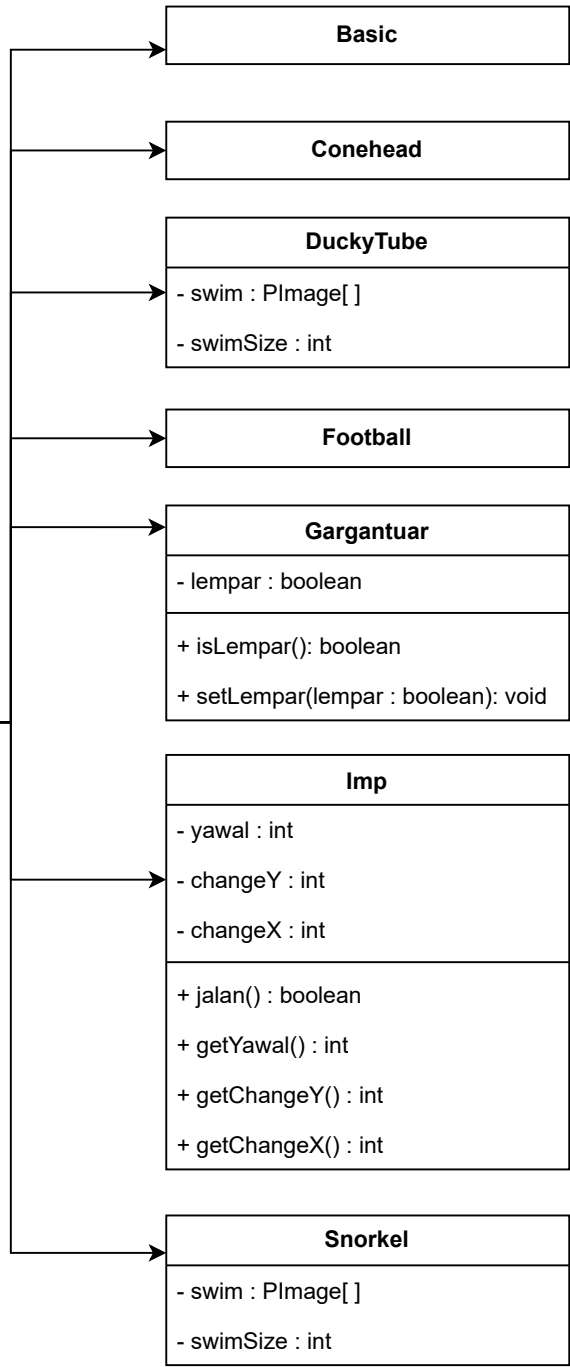 Basic
Conehead
DuckyTube
- swim : PImage[ ]
- swimSize : int
Football
Gargantuar
- lempar : boolean
+ isLempar(): boolean
+ setLempar(lempar : boolean): void
Imp
- yawal : int
- changeY : int
- changeX : int
+ jalan() : boolean
+ getYawal() : int
+ getChangeY() : int
+ getChangeX() : int
Snorkel
- swim : PImage[ ]
- swimSize : int